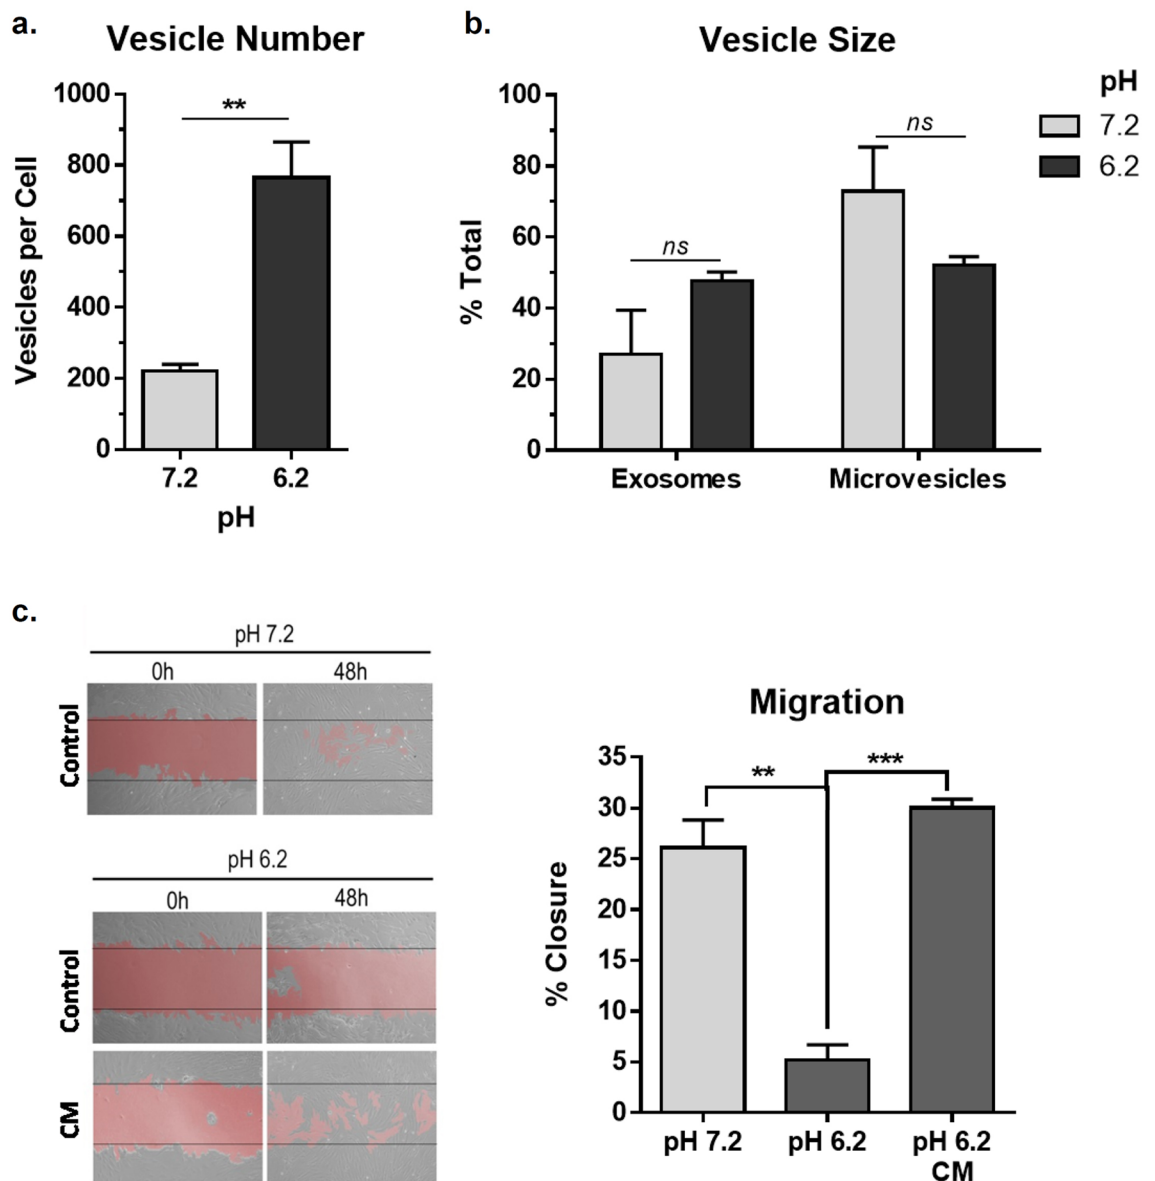 a.
Vesicle Number
1000
800
600
400
200
0
Vesicles per Cell
**
7.2 6.2
pH
b.
Vesicle Size
100
80
60
40
20
0
% Total
ns
ns
Exosomes Microvesicles
pH
7.2
6.2
c.
pH 7.2
0h 48h
Control
pH 6.2
0h 48h
Control
CM
Migration
35
30
25
20
15
10
5
0
% Closure
**
***
pH 7.2 pH 6.2 pH 6.2
CM